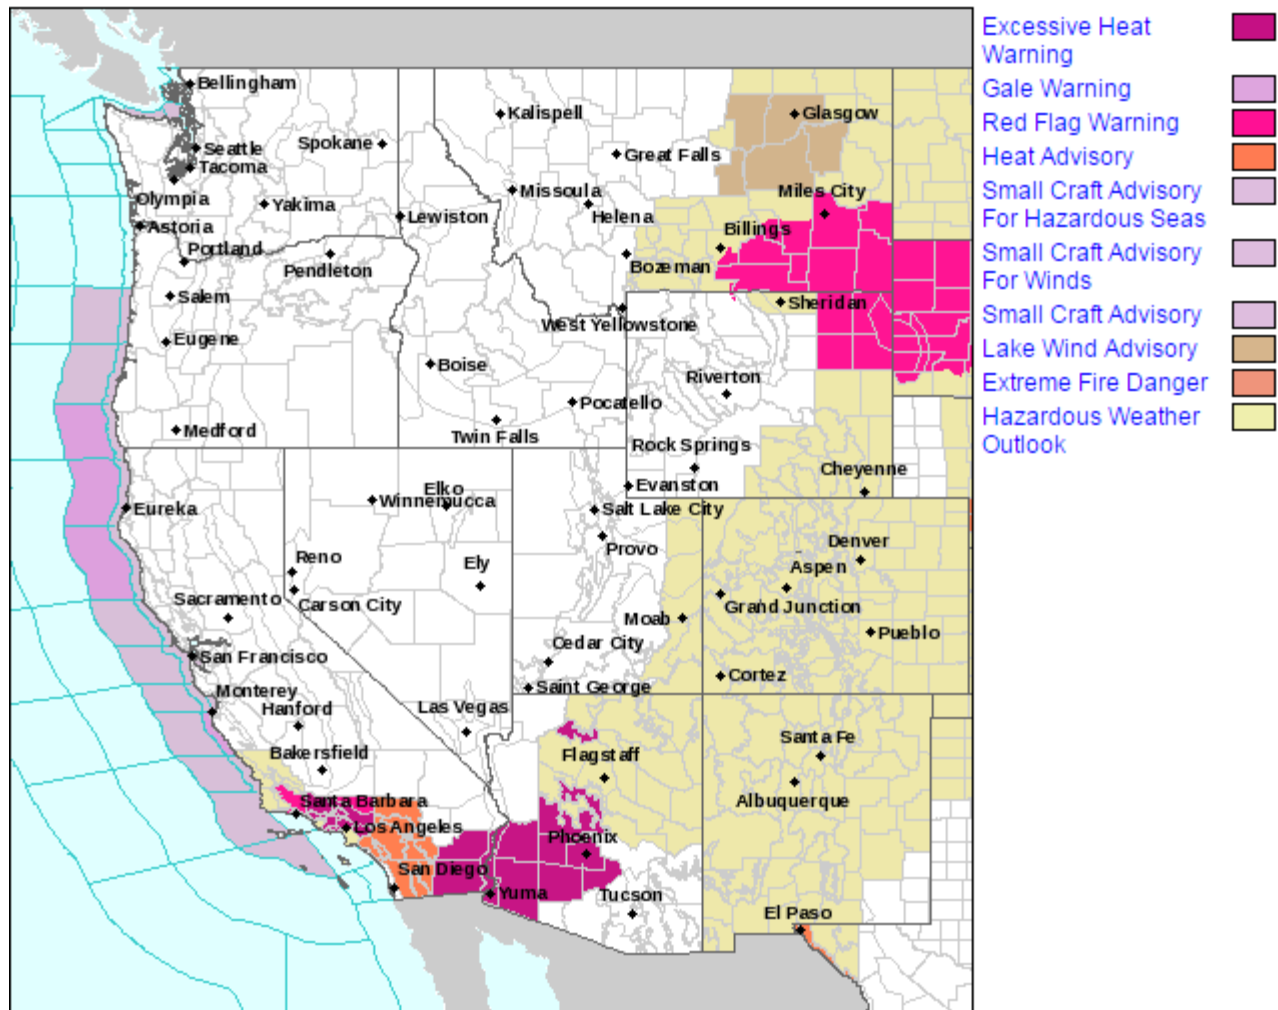 Bellingham
Kalispell
Glasgow
Seattle
Spokane
Great Falls
Tacoma
Missoula
Miles City
Olympia
Yakima
Lewiston
Helena
Astoria
Billings
Portland
Pendleton
Bozeman
Salem
Sheridan
West Yellowstone
Eugene
Boise
Riverton
Pocatello
Medford
Twin Falls
Rock Springs
Cheyenne
Elko
Evanston
Winnemucca
Eureka
Salt Lake City
Denver
Provo
Reno
Ely
Aspen
Sacramento
Carson City
Grand Junction
Moab
Pueblo
Cedar City
San Francisco
Cortez
Monterey
Saint George
Hanford
Las Vegas
Santa Fe
Bakersfield
Flagstaff
Santa Barbara
Albuquerque
Los Angeles
Phoenix
San Diego
Yuma
Tucson
El Paso
Excessive Heat
Warning
Gale Warning
Red Flag Warning
Heat Advisory
Small Craft Advisory
For Hazardous Seas
Small Craft Advisory
For Winds
Small Craft Advisory
Lake Wind Advisory
Extreme Fire Danger
Hazardous Weather
Outlook